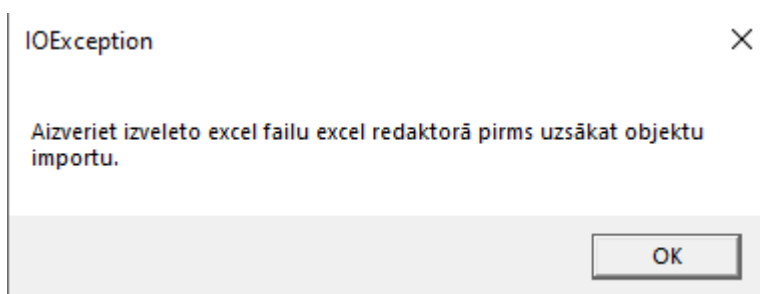 IOException
Aizveriet izveleto excel failu excel redaktorā pirms uzsākat objektu
importu.
OK